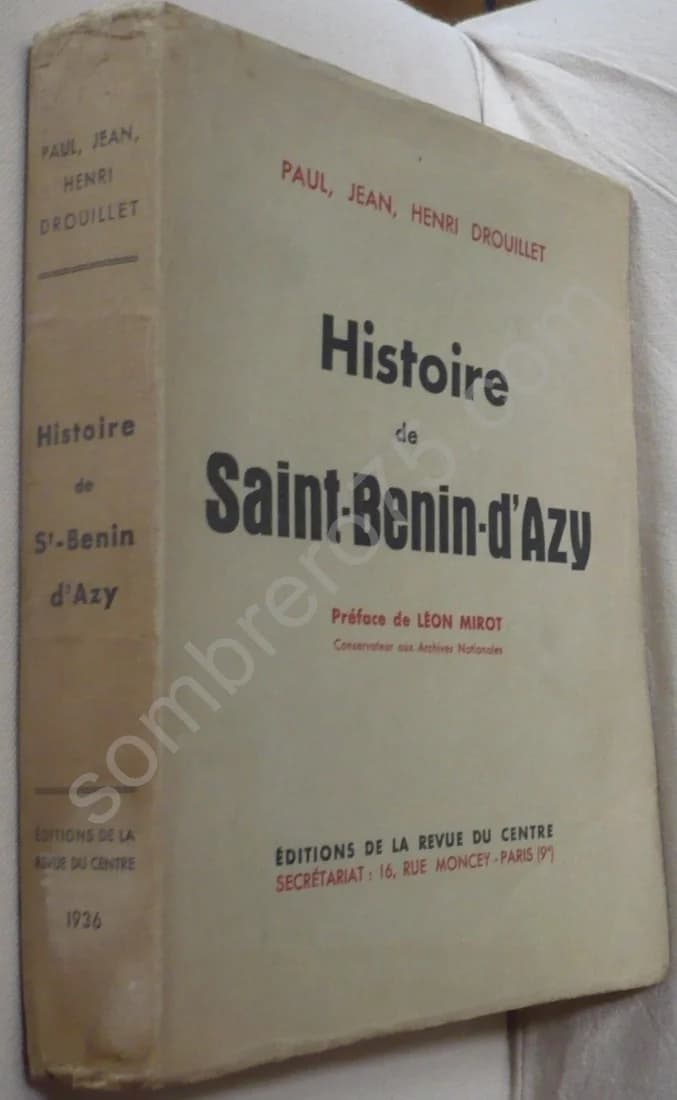 PAUL, JEAN,
HENRI
DROUILLET
Histoire
de
St-Benin
d'Azy
ÉDITIONS DE LA
REVUE DU CENTRE
1936
PAUL, JEAN, HENRI DROUILLET
Histoire
de
Saint-Benin-d'Azy
Préface de LÉON MIROT
Conservateur aux Archives Nationales
ÉDITIONS DE LA REVUE DU CENTRE
SECRÉTARIAT : 16, RUE MONCEY - PARIS (9e)
sombrero75.com